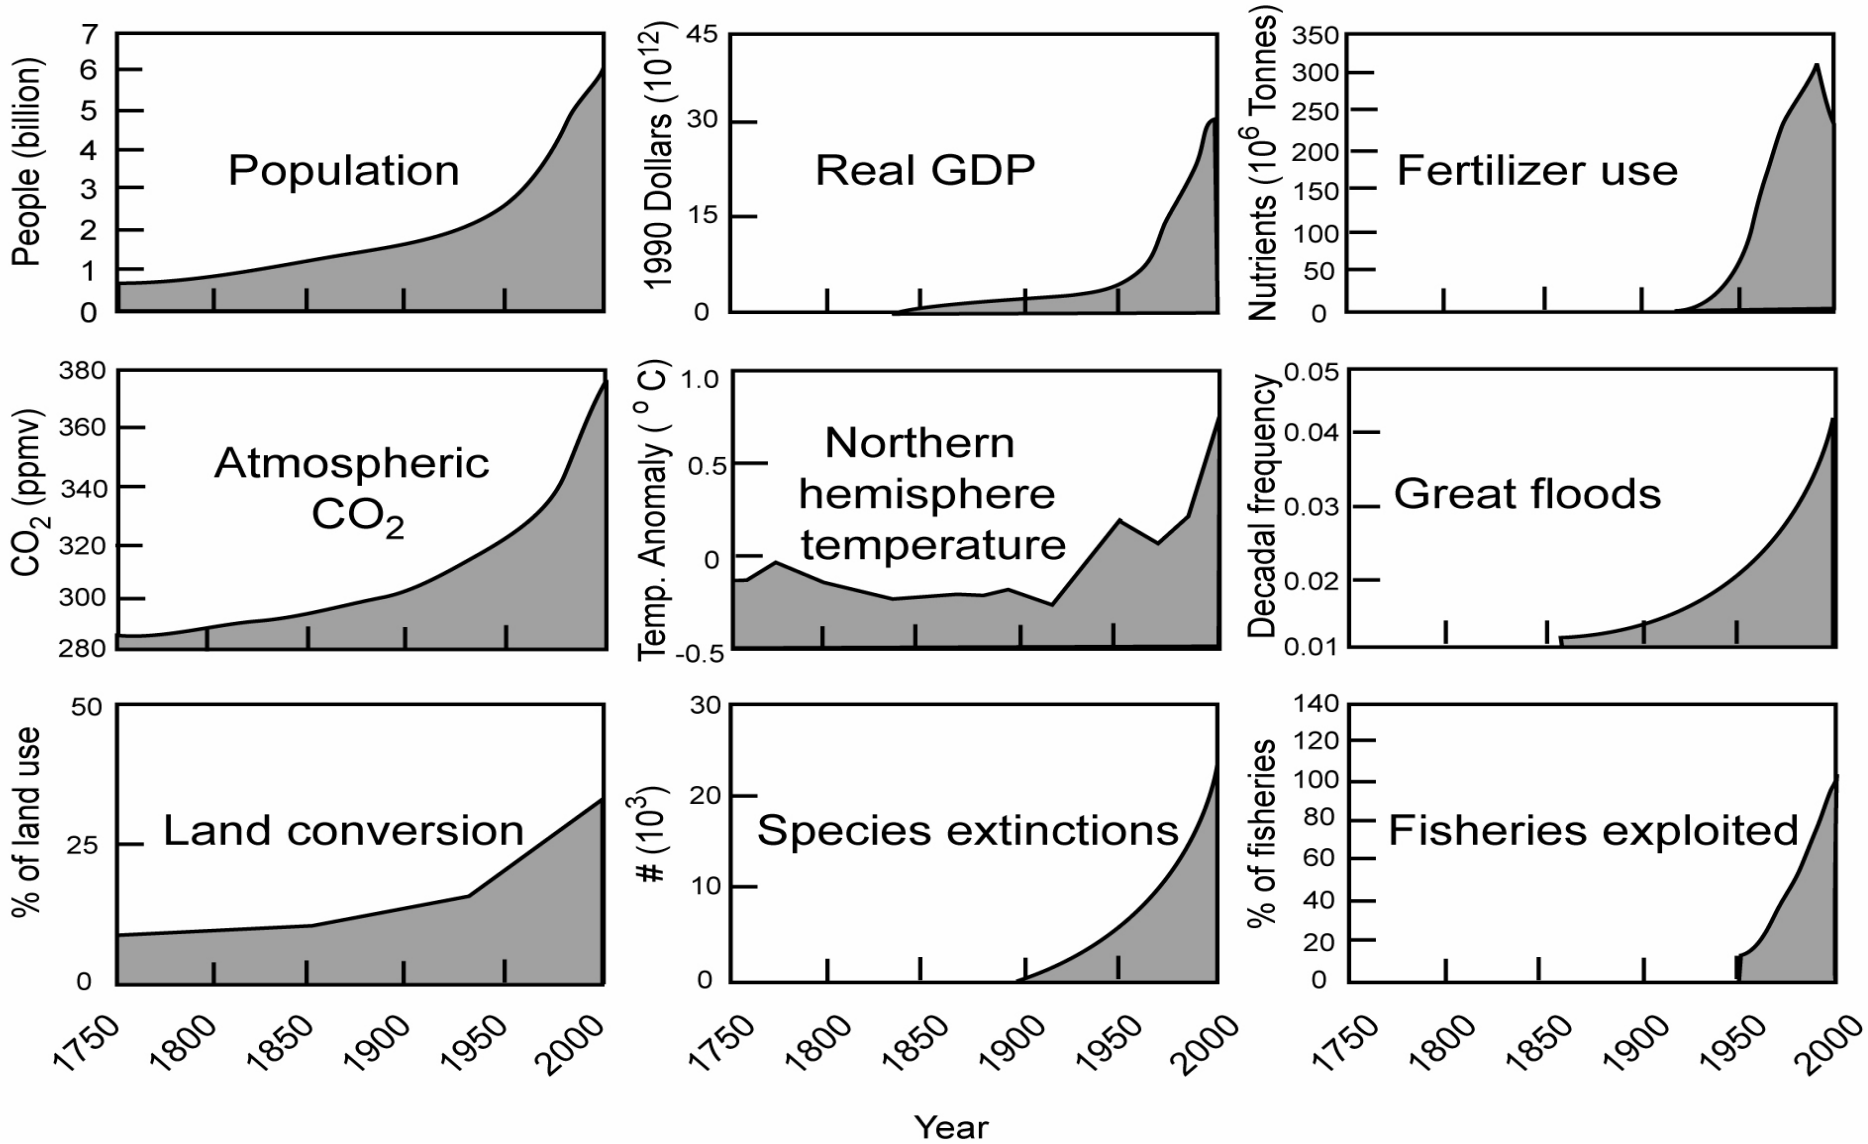 People (billion)
7
6
5
4
3
2
1
0
Population
1990 Dollars (10¹²)
45
30
15
0
Real GDP
Nutrients (10⁶ Tonnes)
350
300
250
200
150
100
50
0
Fertilizer use
CO₂ (ppmv)
380
360
340
320
300
280
Atmospheric
CO₂
Temp. Anomaly ( ° C)
1.0
0.5
0
-0.5
Northern
hemisphere
temperature
Decadal frequency
0.05
0.04
0.03
0.02
0.01
Great floods
% of land use
50
25
0
Land conversion
# (10³)
30
20
10
0
Species extinctions
% of fisheries
140
120
100
80
60
40
20
0
Fisheries exploited
1750 1800 1850 1900 1950 2000
1750 1800 1850 1900 1950 2000
1750 1800 1850 1900 1950 2000
Year